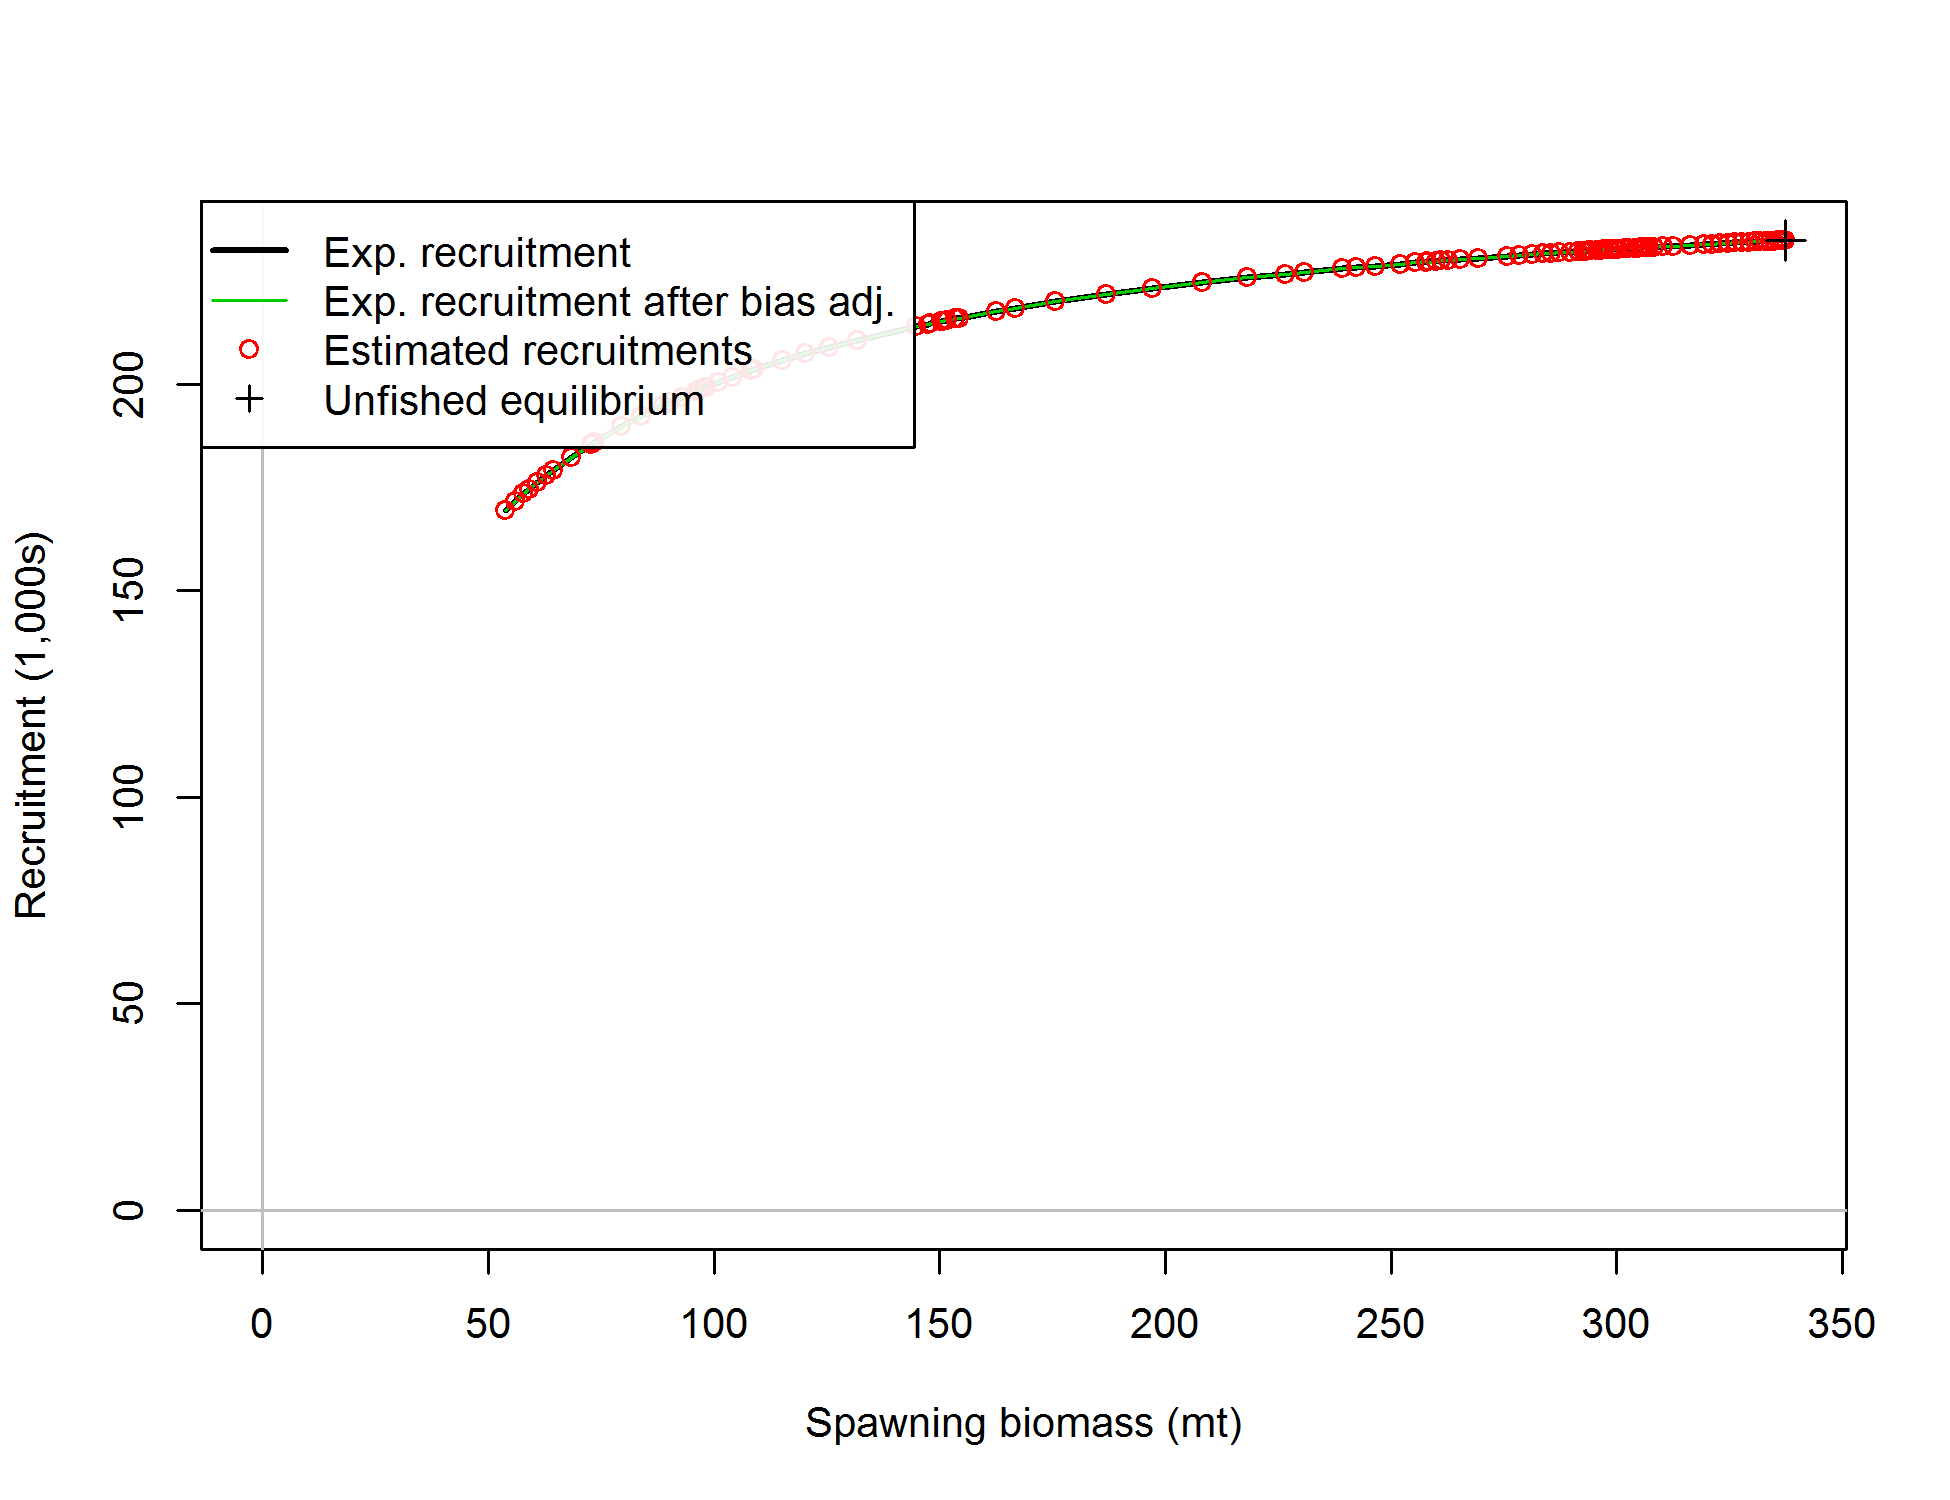 Exp. recruitment
Exp. recruitment after bias adj.
Estimated recruitments
Unfished equilibrium
Recruitment (1,000s)
200
150
100
50
0
0 50 100 150 200 250 300 350
Spawning biomass (mt)